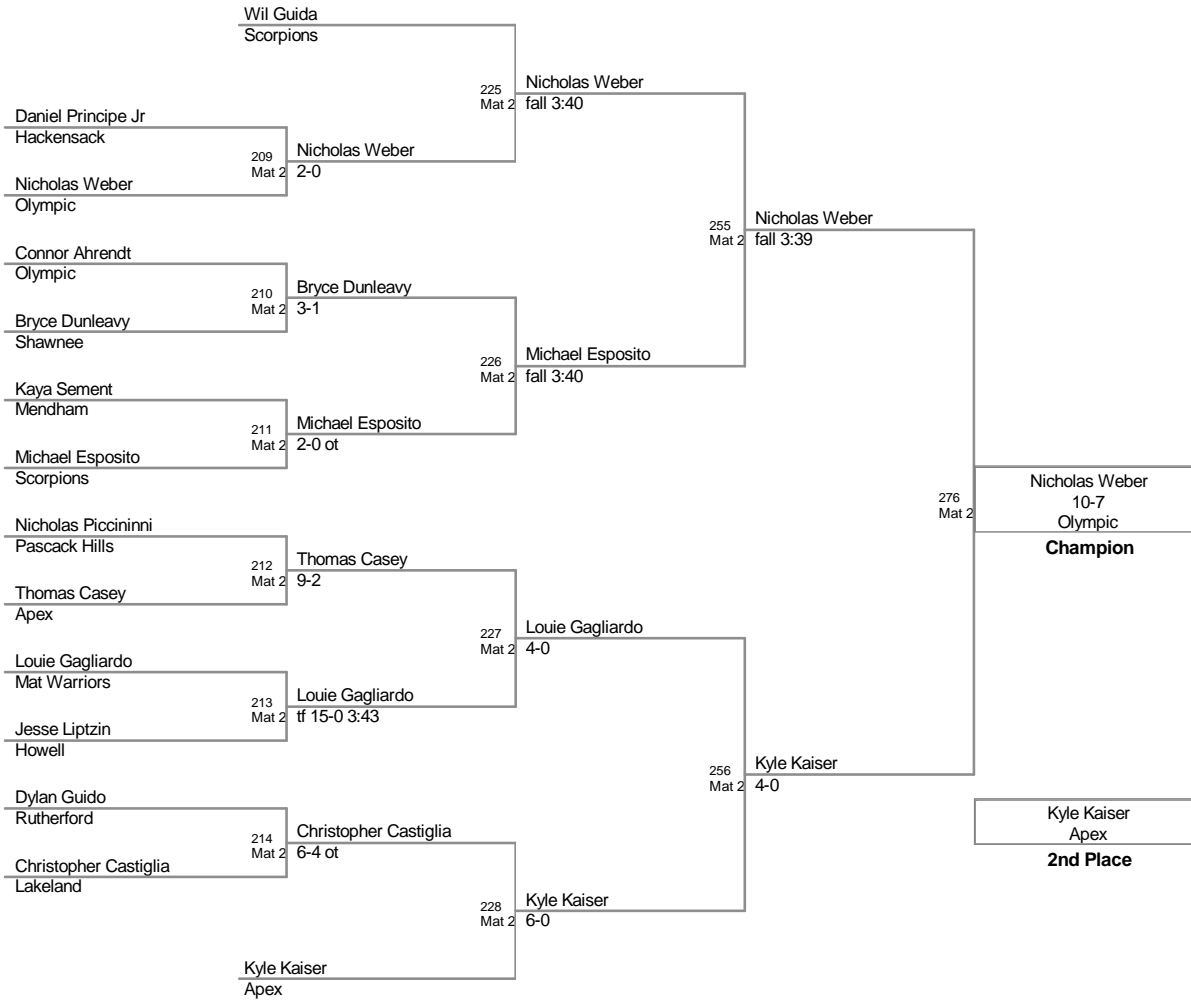 Wil Guida
Scorpions
Daniel Principe Jr
Hackensack
Nicholas Weber
Olympic
Connor Ahrendt
Olympic
Bryce Dunleavy
Shawnee
Kaya Sement
Mendham
Michael Esposito
Scorpions
Nicholas Piccininni
Pascack Hills
Thomas Casey
Apex
Louie Gagliardo
Mat Warriors
Jesse Liptzin
Howell
Dylan Guido
Rutherford
Christopher Castiglia
Lakeland
Kyle Kaiser
Apex
209
Mat 2
Nicholas Weber
2-0
210
Mat 2
Bryce Dunleavy
3-1
211
Mat 2
Michael Esposito
2-0 ot
212
Mat 2
Thomas Casey
9-2
213
Mat 2
Louie Gagliardo
tf 15-0 3:43
214
Mat 2
Christopher Castiglia
6-4 ot
225
Mat 2
Nicholas Weber
fall 3:40
226
Mat 2
Michael Esposito
fall 3:40
227
Mat 2
Louie Gagliardo
4-0
228
Mat 2
Kyle Kaiser
6-0
255
Mat 2
Nicholas Weber
fall 3:39
256
Mat 2
Kyle Kaiser
4-0
276
Mat 2
Nicholas Weber
10-7
Olympic
Champion
Kyle Kaiser
Apex
2nd Place